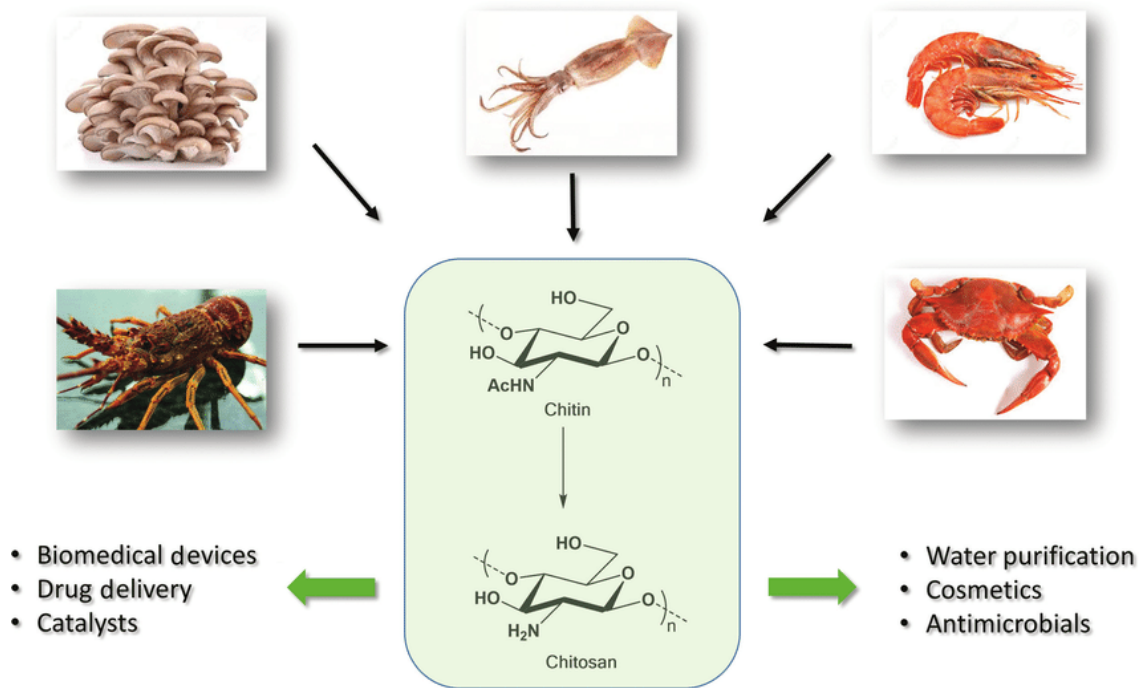 HO
O
O
HO
O
AcHN
n
Chitin
HO
O
O
HO
O
H₂N
n
Chitosan
• Biomedical devices
• Drug delivery
• Catalysts
• Water purification
• Cosmetics
• Antimicrobials